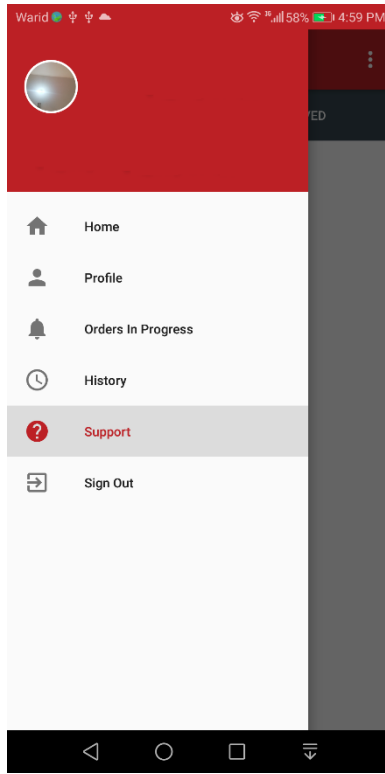 Warid 58% 4:59 PM
VED
Home
Profile
Orders In Progress
History
Support
Sign Out